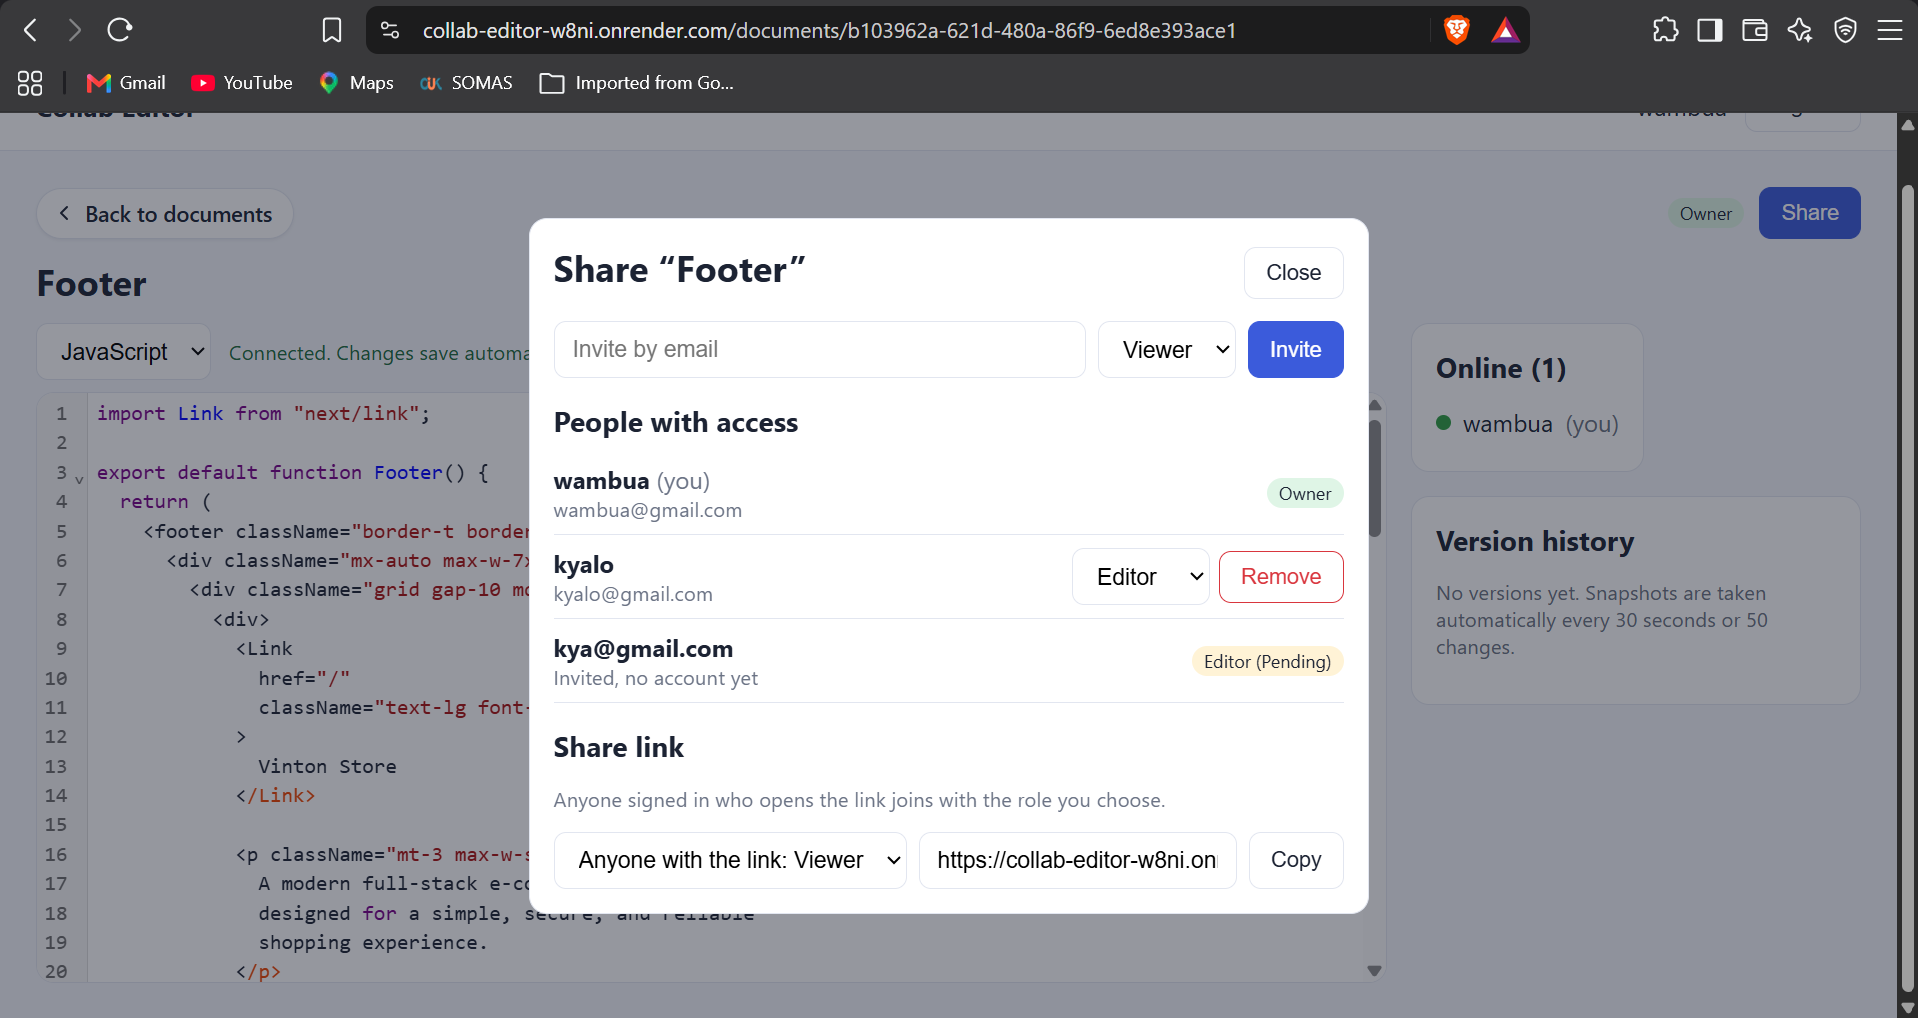 collab-editor-w8ni.onrender.com/documents/b103962a-621d-480a-86f9-6ed8e393ace1
Gmail YouTube Maps SOMAS Imported from Go...
Collab Editor wambua
Back to documents
Owner Share
Footer
JavaScript Connected. Changes save automa
1 import Link from "next/link";
2
3 export default function Footer() {
4 return (
5 <footer className="border-t border
6 <div className="mx-auto max-w-7x
7 <div className="grid gap-10 md
8 <div>
9 <Link
10 href="/"
11 className="text-lg font-
12 >
13 Vinton Store
14 </Link>
15
16 <p className="mt-3 max-w-s
17 A modern full-stack e-co
18 designed for a simple, secure, and reliable
19 shopping experience.
20 </p>
Share “Footer”
Close
Invite by email Viewer Invite
People with access
wambua (you)
wambua@gmail.com
Owner
kyalo
kyalo@gmail.com
Editor Remove
kya@gmail.com
Invited, no account yet
Editor (Pending)
Share link
Anyone signed in who opens the link joins with the role you choose.
Anyone with the link: Viewer https://collab-editor-w8ni.on Copy
Online (1)
wambua (you)
Version history
No versions yet. Snapshots are taken
automatically every 30 seconds or 50
changes.